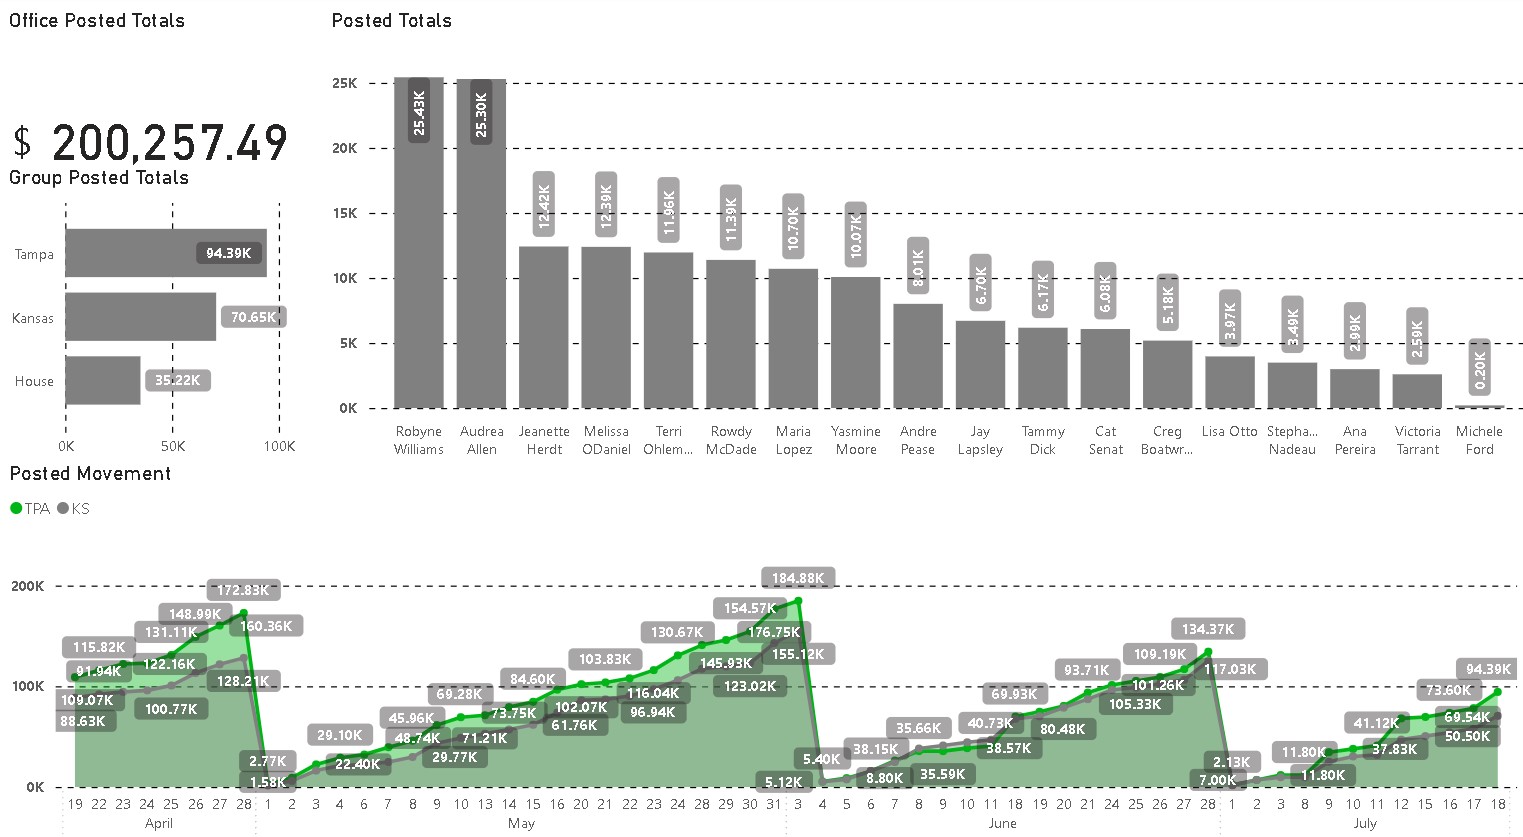 Office Posted Totals
$ 200,257.49
Group Posted Totals
Tampa
94.39K
Kansas
70.65K
House
35.22K
0K 50K 100K
Posted Totals
25K
20K
15K
10K
5K
0K
25.43K 25.30K 12.42K 12.39K 11.96K 11.39K 10.70K 10.07K 8.01K 6.70K 6.17K 6.08K 5.18K 3.97K 3.49K 2.99K 2.59K 0.20K
Robyne Audrea Jeanette Melissa Terri Rowdy Maria Yasmine Andre Jay Tammy Cat Creg Lisa Otto Stepha... Ana Victoria Michele
Williams Allen Herdt ODaniel Ohlem... McDade Lopez Moore Pease Lapsley Dick Senat Boatwr... Nadeau Pereira Tarrant Ford
Posted Movement
TPA KS
200K
100K
0K
115.82K
91.94K
109.07K
88.63K
131.11K
122.16K
100.77K
148.99K
172.83K
160.36K
128.21K
2.77K
1.58K
29.10K
22.40K
45.96K
48.74K
69.28K
29.77K
71.21K
84.60K
73.75K
103.83K
102.07K
61.76K
130.67K
116.04K
96.94K
154.57K
145.93K
123.02K
184.88K
176.75K
155.12K
5.12K
5.40K
38.15K
8.80K
35.66K
35.59K
40.73K
69.93K
38.57K
93.71K
80.48K
109.19K
101.26K
105.33K
134.37K
117.03K
2.13K
7.00K
11.80K
11.80K
41.12K
37.83K
73.60K
94.39K
69.54K
50.50K
19 22 23 24 25 26 27 28 1 2 3 4 6 7 8 9 10 13 14 15 16 20 21 22 23 24 28 29 30 31 3 4 5 6 7 10 11 18 19 20 21 24 25 26 27 28 1 2 3 8 9 10 11 12 15 16 17 18
April May June July